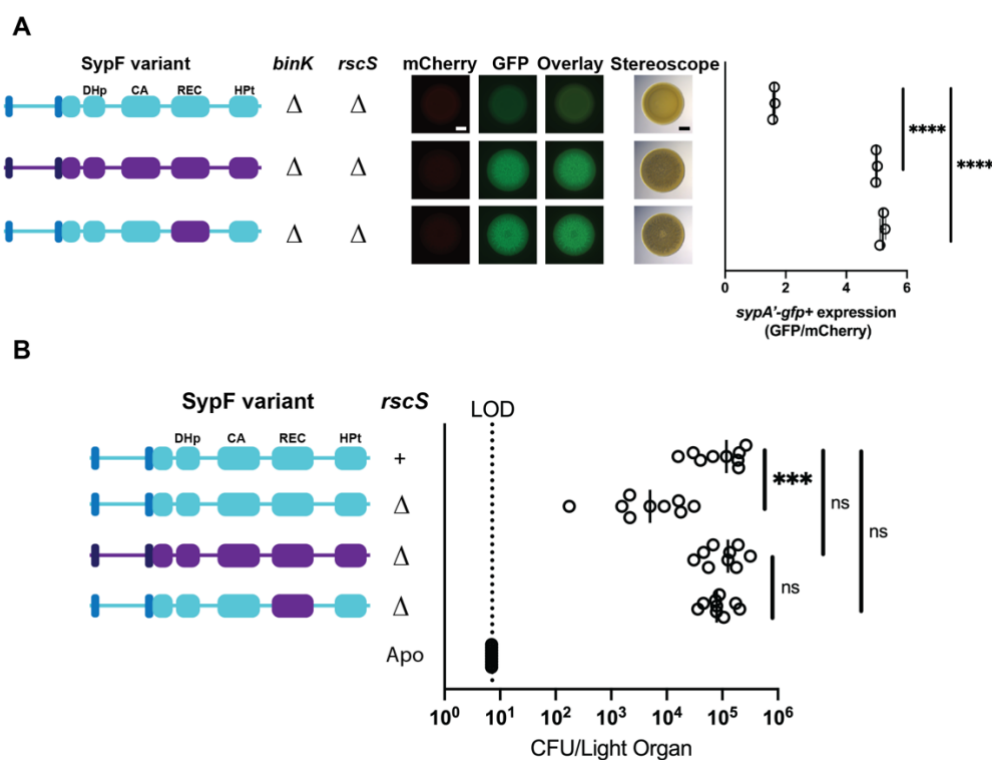 A
SypF variant binK rscS mCherry GFP Overlay Stereoscope
DHp CA REC HPt
Δ Δ
Δ Δ
Δ Δ
****
****
0 2 4 6
sypA'-gfp+ expression
(GFP/mCherry)
B
SypF variant rscS LOD
DHp CA REC HPt
+
Δ
Δ
Δ
Apo
***
ns
ns
ns
10⁰ 10¹ 10² 10³ 10⁴ 10⁵ 10⁶
CFU/Light Organ